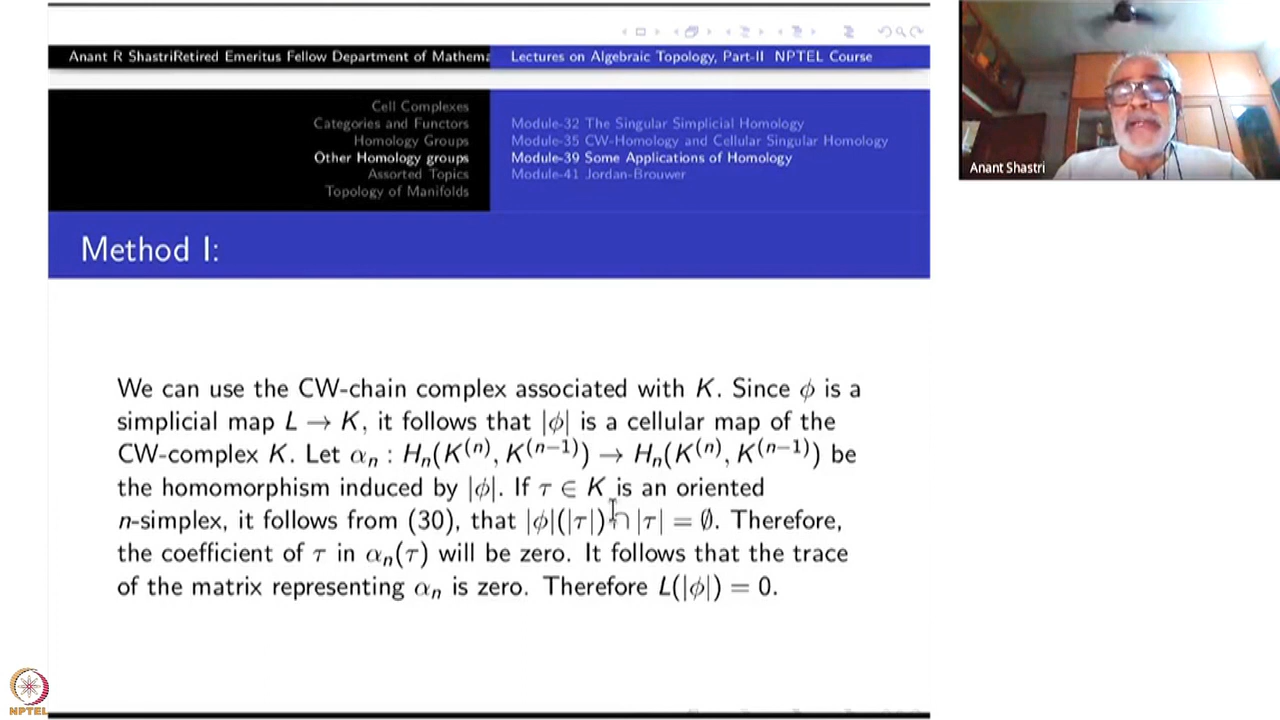 Anant R ShastriRetired Emeritus Fellow Department of Mathema
Lectures on Algebraic Topology, Part-II NPTEL Course
Cell Complexes
Categories and Functors
Homology Groups
Other Homology groups
Assorted Topics
Topology of Manifolds
Module-32 The Singular Simplicial Homology
Module-35 CW-Homology and Cellular Singular Homology
Module-39 Some Applications of Homology
Module-41 Jordan-Brouwer
Method I:
We can use the CW-chain complex associated with K. Since ϕ is a
simplicial map L → K, it follows that |ϕ| is a cellular map of the
CW-complex K. Let αₙ : Hₙ(K⁽ⁿ⁾, K⁽ⁿ⁻¹⁾) → Hₙ(K⁽ⁿ⁾, K⁽ⁿ⁻¹⁾) be
the homomorphism induced by |ϕ|. If τ ∈ K is an oriented
n-simplex, it follows from (30), that |ϕ|(|τ|) ∩ |τ| = ∅. Therefore,
the coefficient of τ in αₙ(τ) will be zero. It follows that the trace
of the matrix representing αₙ is zero. Therefore L(|ϕ|) = 0.
Anant Shastri
NPTEL